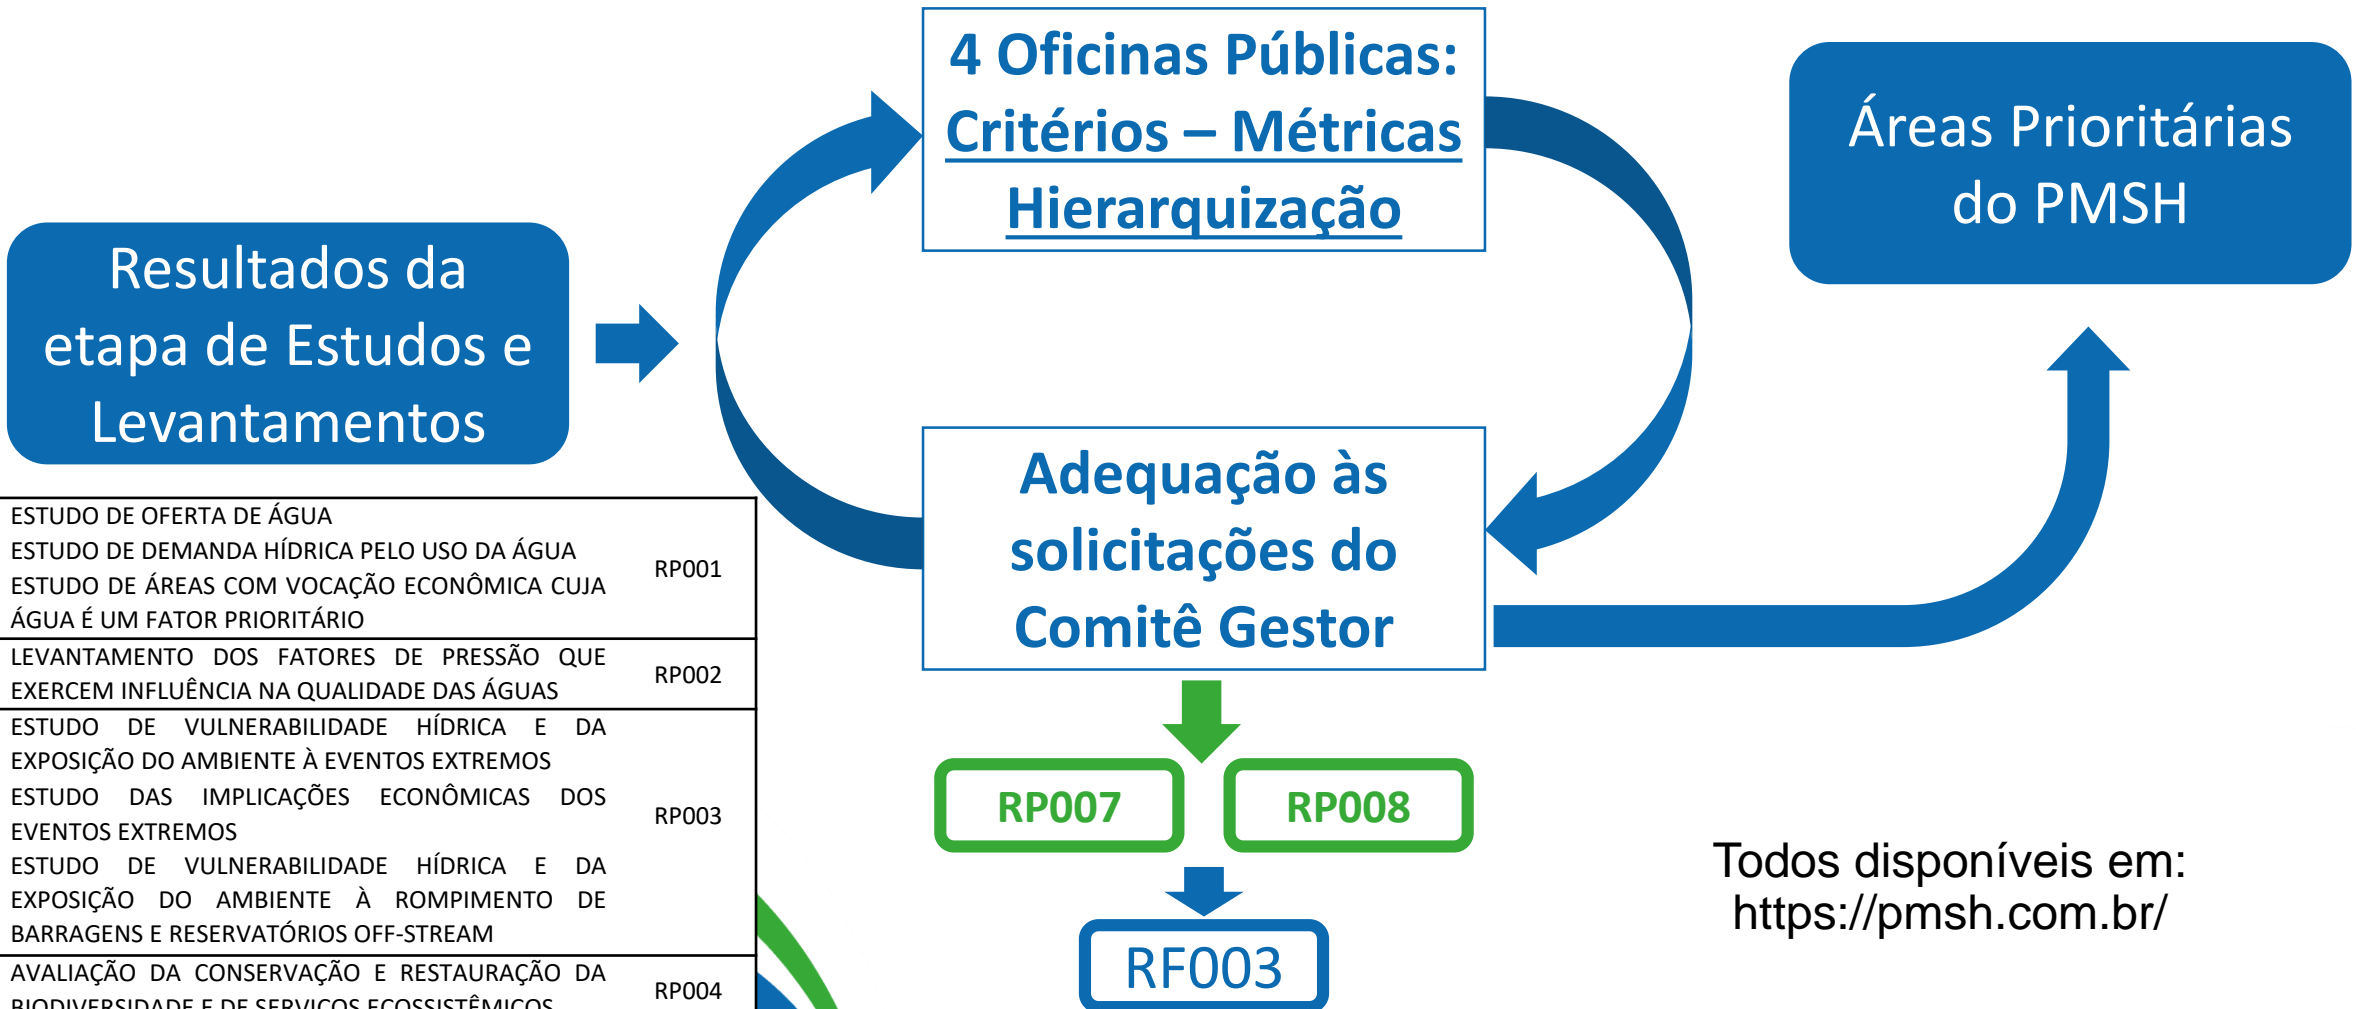 4 Oficinas Públicas:
Critérios – Métricas
Hierarquização
Áreas Prioritárias
do PMSH
Resultados da
etapa de Estudos e
Levantamentos
Adequação às
solicitações do
Comitê Gestor
ESTUDO DE OFERTA DE ÁGUA
ESTUDO DE DEMANDA HÍDRICA PELO USO DA ÁGUA
ESTUDO DE ÁREAS COM VOCAÇÃO ECONÔMICA CUJA
ÁGUA É UM FATOR PRIORITÁRIO
RP001
LEVANTAMENTO DOS FATORES DE PRESSÃO QUE
EXERCEM INFLUÊNCIA NA QUALIDADE DAS ÁGUAS
RP002
ESTUDO DE VULNERABILIDADE HÍDRICA E DA
EXPOSIÇÃO DO AMBIENTE À EVENTOS EXTREMOS
ESTUDO DAS IMPLICAÇÕES ECONÔMICAS DOS
EVENTOS EXTREMOS
ESTUDO DE VULNERABILIDADE HÍDRICA E DA
EXPOSIÇÃO DO AMBIENTE À ROMPIMENTO DE
BARRAGENS E RESERVATÓRIOS OFF-STREAM
RP003
AVALIAÇÃO DA CONSERVAÇÃO E RESTAURAÇÃO DA
BIODIVERSIDADE E DE SERVIÇOS ECOSSISTÊMICOS
RP004
RP007
RP008
RF003
Todos disponíveis em:
https://pmsh.com.br/